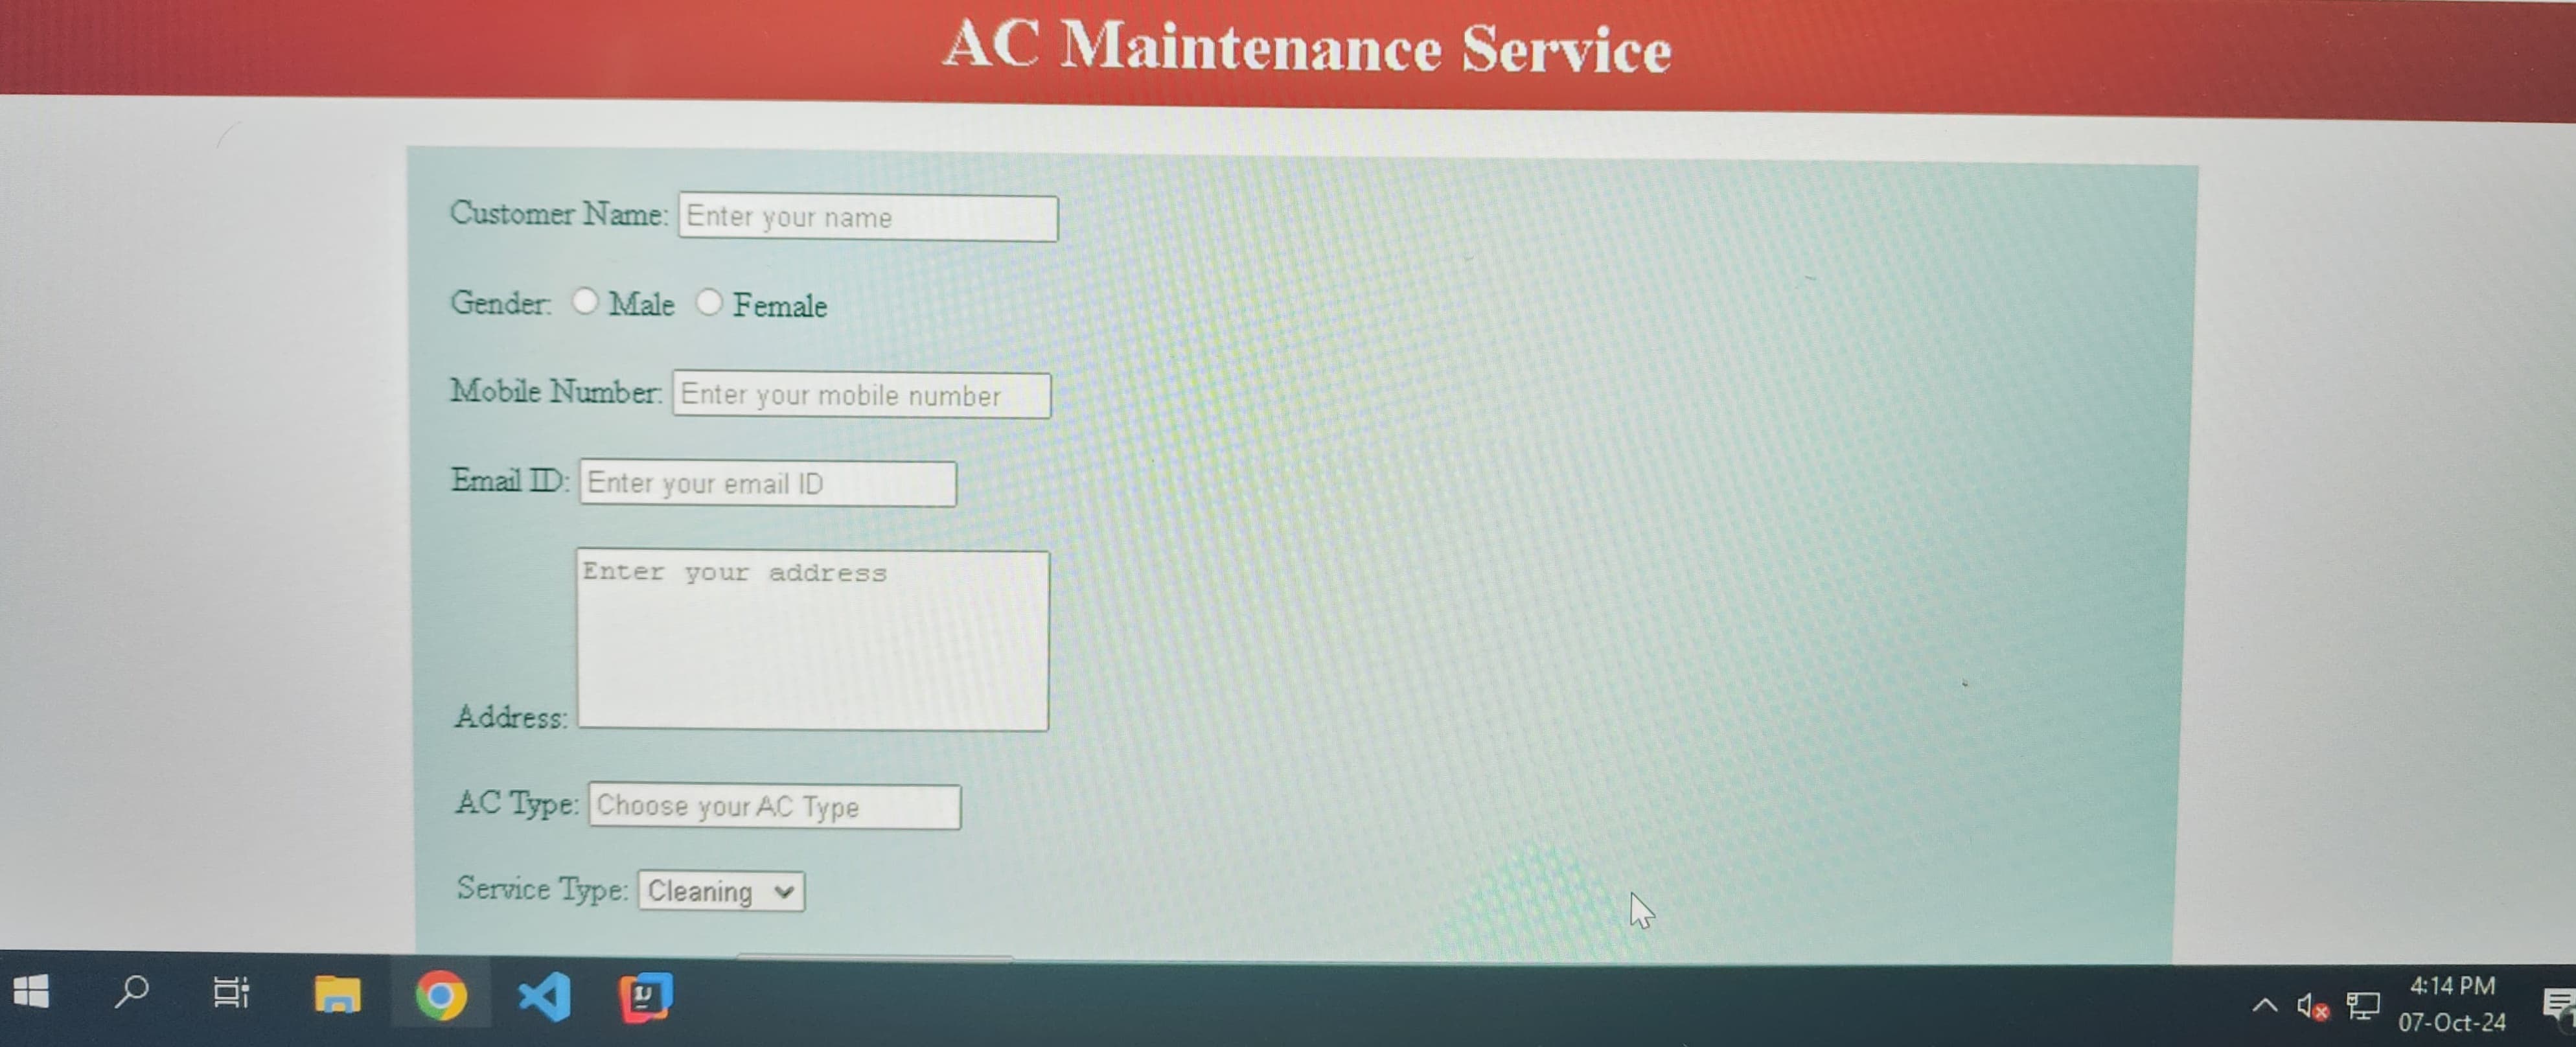 AC Maintenance Service
Customer Name: Enter your name
Gender: Male Female
Mobile Number: Enter your mobile number
Email ID: Enter your email ID
Enter your address
Address:
AC Type: Choose your AC Type
Service Type: Cleaning
4:14 PM
07-Oct-24